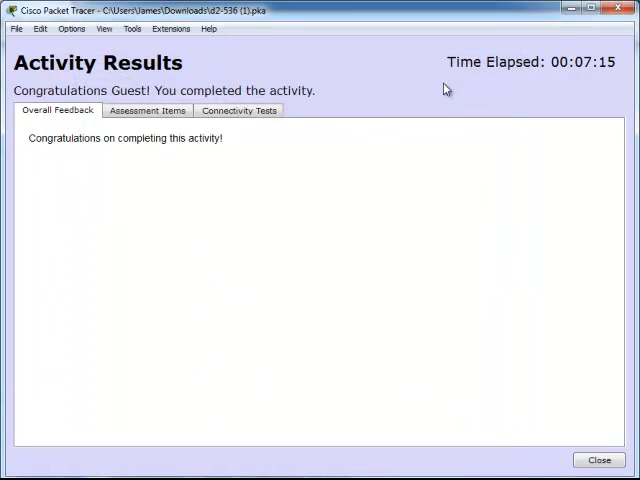 Cisco Packet Tracer - C:\Users\James\Downloads\d2-536 (1).pka
File Edit Options View Tools Extensions Help
Activity Results
Time Elapsed: 00:07:15
Congratulations Guest! You completed the activity.
Overall Feedback Assessment Items Connectivity Tests
Congratulations on completing this activity!
Close